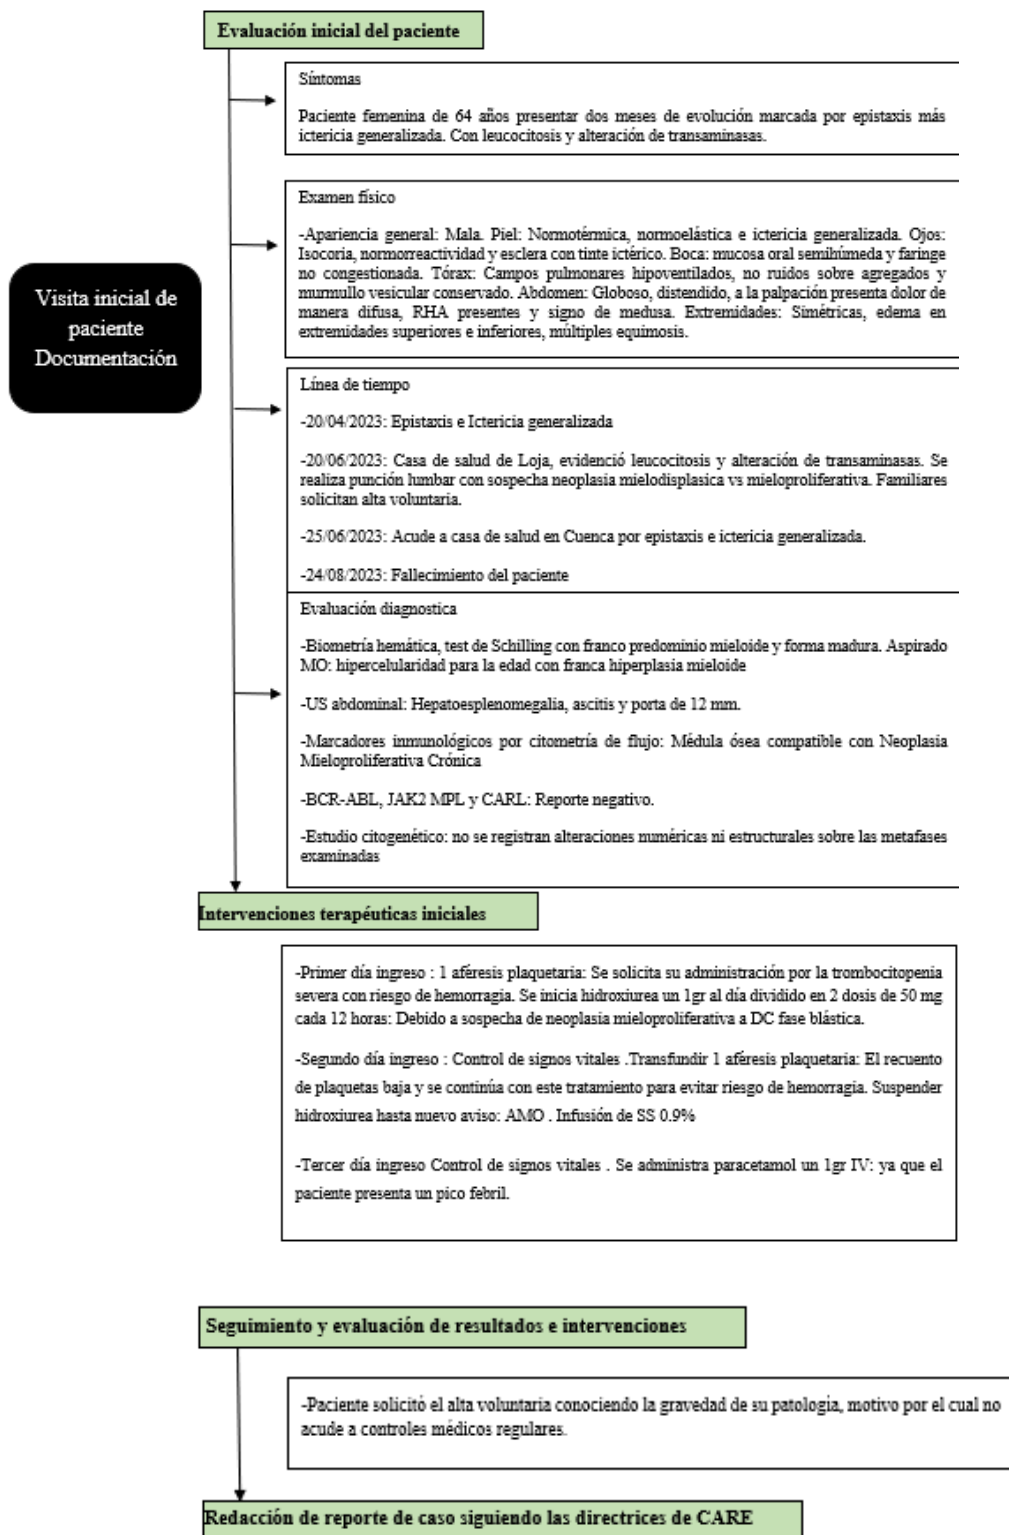 Evaluación inicial del paciente
Síntomas
Paciente femenina de 64 años presentar dos meses de evolución marcada por epistaxis más
ictericia generalizada. Con leucocitosis y alteración de transaminasas.
Examen físico
-Apariencia general: Mala. Piel: Normotérmica, normoelástica e ictericia generalizada. Ojos:
Isocoria, normorreactividad y esclera con tinte ictérico. Boca: mucosa oral semihúmeda y faringe
no congestionada. Tórax: Campos pulmonares hipoventilados, no ruidos sobre agregados y
murmullo vesicular conservado. Abdomen: Globoso, distendido, a la palpación presenta dolor de
manera difusa, RHA presentes y signo de medusa. Extremidades: Simétricas, edema en
extremidades superiores e inferiores, múltiples equimosis.
Visita inicial de
paciente
Documentación
Línea de tiempo
-20/04/2023: Epistaxis e Ictericia generalizada
-20/06/2023: Casa de salud de Loja, evidenció leucocitosis y alteración de transaminasas. Se
realiza punción lumbar con sospecha neoplasia mielodisplasica vs mieloproliferativa. Familiares
solicitan alta voluntaria.
-25/06/2023: Acude a casa de salud en Cuenca por epistaxis e ictericia generalizada.
-24/08/2023: Fallecimiento del paciente
Evaluación diagnostica
-Biometría hemática, test de Schilling con franco predominio mieloide y forma madura. Aspirado
MO: hipercelularidad para la edad con franca hiperplasia mieloide
-US abdominal: Hepatoesplenomegalia, ascitis y porta de 12 mm.
-Marcadores inmunológicos por citometría de flujo: Médula ósea compatible con Neoplasia
Mieloproliferativa Crónica
-BCR-ABL, JAK2 MPL y CARL: Reporte negativo.
-Estudio citogenético: no se registran alteraciones numéricas ni estructurales sobre las metafases
examinadas
Intervenciones terapéuticas iniciales
-Primer día ingreso : 1 aféresis plaquetaria: Se solicita su administración por la trombocitopenia
severa con riesgo de hemorragia. Se inicia hidroxiurea un 1gr al día dividido en 2 dosis de 50 mg
cada 12 horas: Debido a sospecha de neoplasia mieloproliferativa a DC fase blástica.
-Segundo día ingreso : Control de signos vitales .Transfundir 1 aféresis plaquetaria: El recuento
de plaquetas baja y se continúa con este tratamiento para evitar riesgo de hemorragia. Suspender
hidroxiurea hasta nuevo aviso: AMO . Infusión de SS 0.9%
-Tercer día ingreso Control de signos vitales . Se administra paracetamol un 1gr IV: ya que el
paciente presenta un pico febril.
Seguimiento y evaluación de resultados e intervenciones
-Paciente solicitó el alta voluntaria conociendo la gravedad de su patología, motivo por el cual no
acude a controles médicos regulares.
Redacción de reporte de caso siguiendo las directrices de CARE